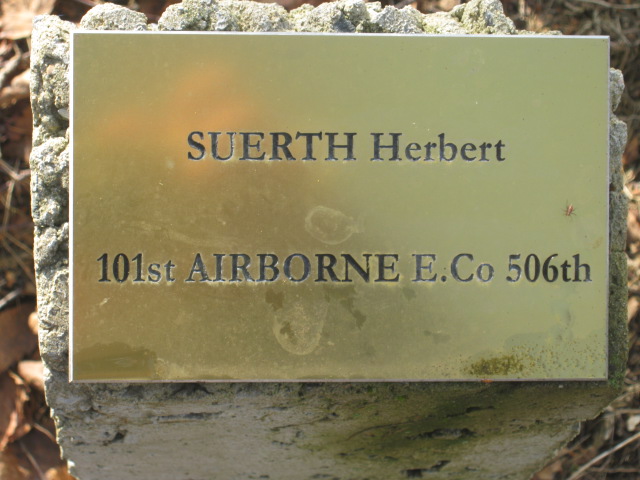 SUERTH Herbert
101st AIRBORNE E.Co 506th